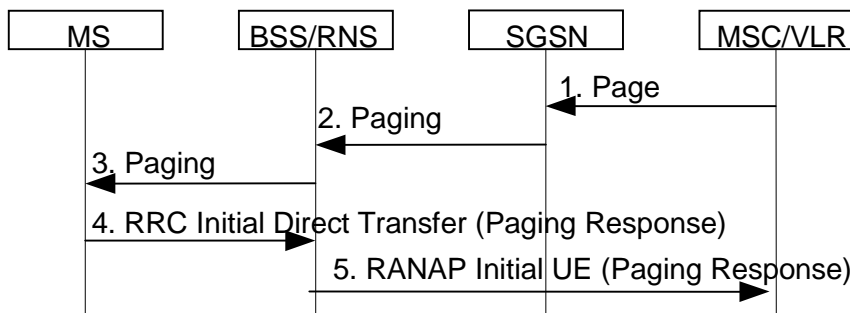 MS
BSS/RNS
SGSN
MSC/VLR
1. Page
2. Paging
3. Paging
4. RRC Initial Direct Transfer (Paging Response)
5. RANAP Initial UE (Paging Response)